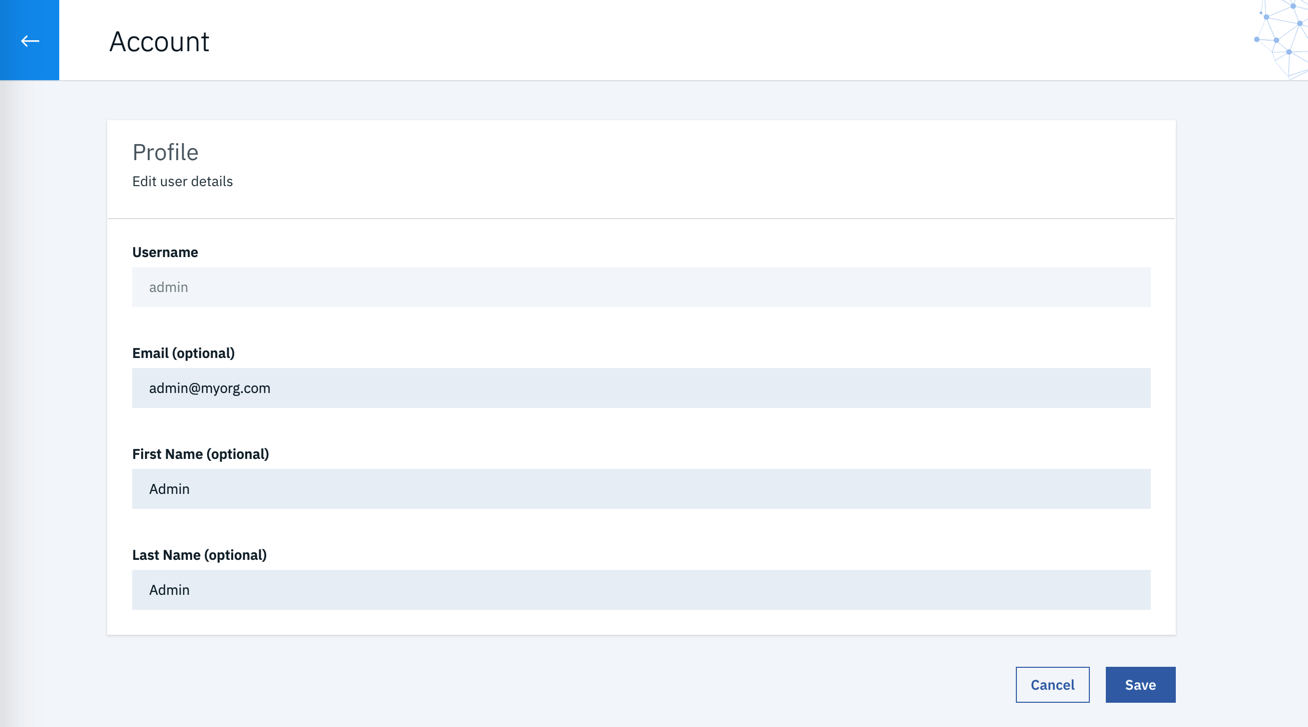 Account
Profile
Edit user details
Username
admin
Email (optional)
admin@myorg.com
First Name (optional)
Admin
Last Name (optional)
Admin
Cancel Save